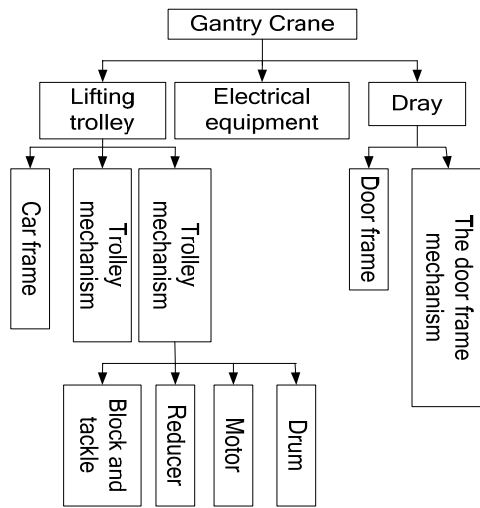 Gantry Crane
Lifting
trolley
Electrical
equipment
Dray
Car frame
Trolley
mechanism
Trolley
mechanism
Door frame
The door frame
mechanism
Block and
tackle
Reducer
Motor
Drum